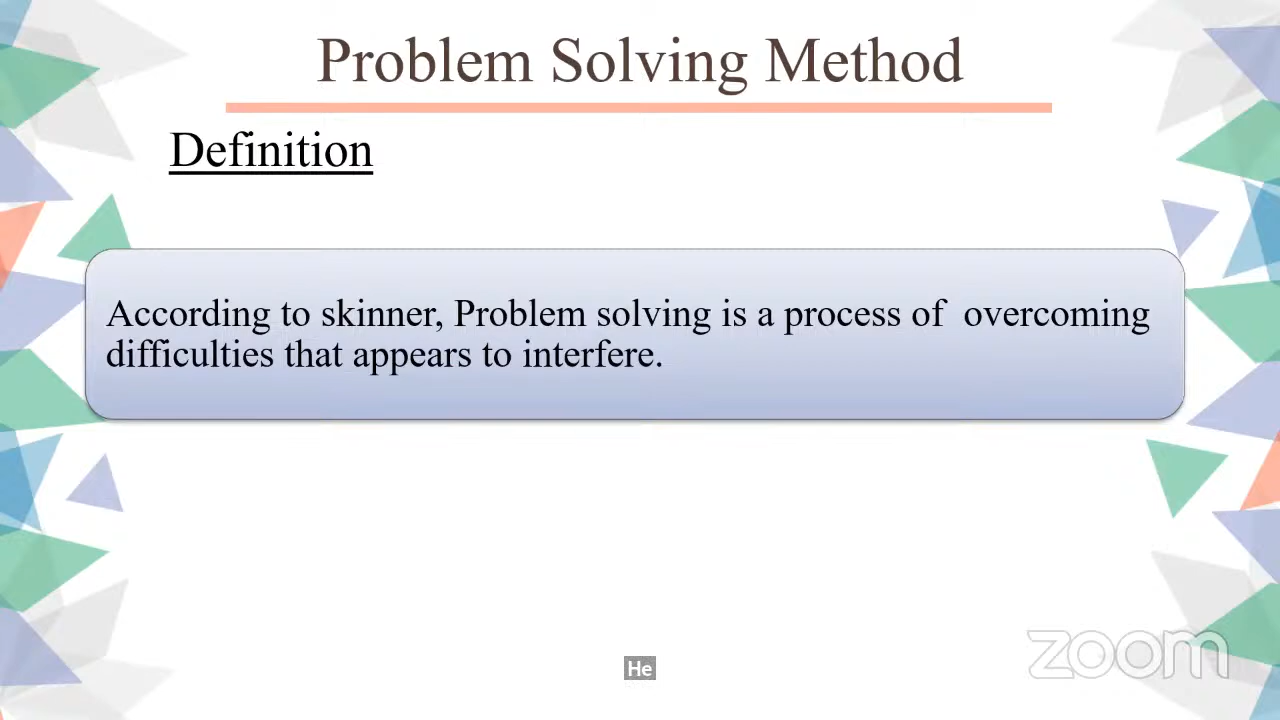 Problem Solving Method
Definition
According to skinner, Problem solving is a process of  overcoming
difficulties that appears to interfere.
He
zoom